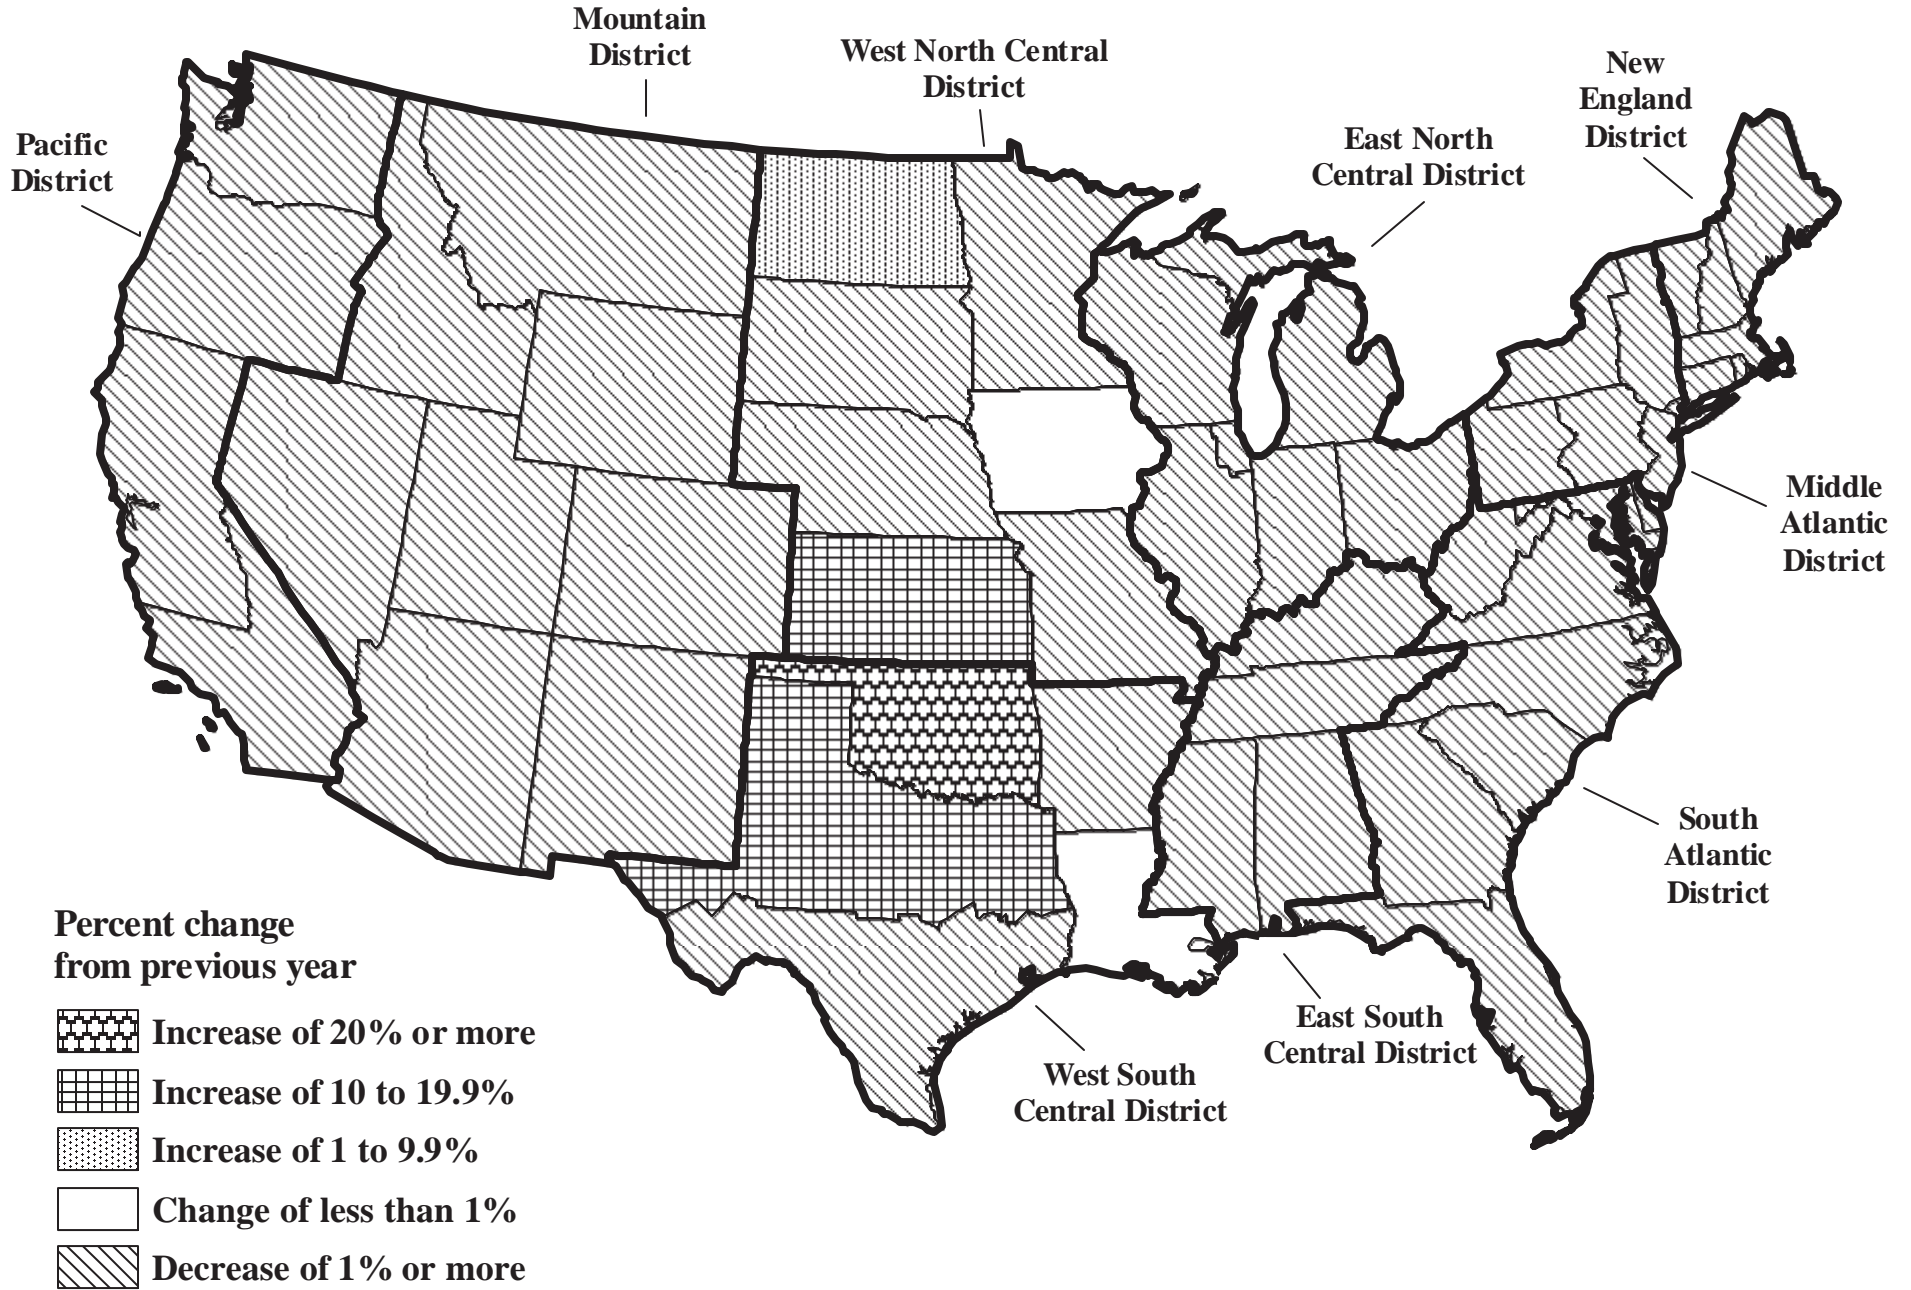 Mountain
District
West North Central
District
New
England
District
East North
Central District
Pacific
District
Middle
Atlantic
District
South
Atlantic
District
East South
Central District
West South
Central District
Percent change
from previous year
Increase of 20% or more
Increase of 10 to 19.9%
Increase of 1 to 9.9%
Change of less than 1%
Decrease of 1% or more